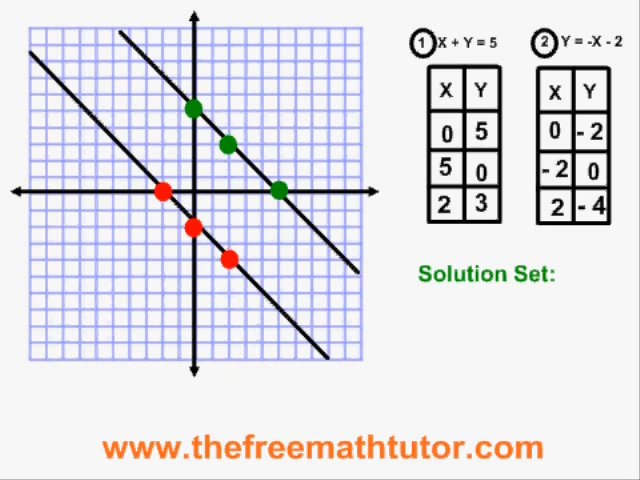 1 X + Y = 5
2 Y = -X - 2
X Y
0 5
5 0
2 3
X Y
0 - 2
- 2 0
2 - 4
Solution Set:
www.thefreemathtutor.com